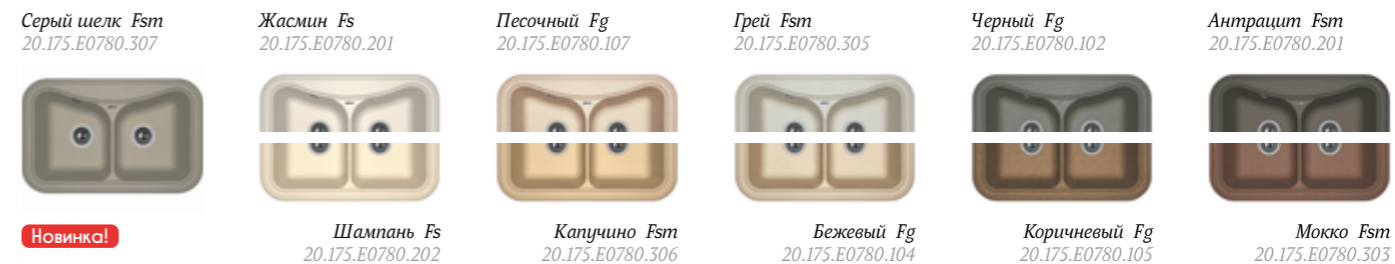 Серый шелк Fsm
20.175.E0780.307
Жасмин Fs
20.175.E0780.201
Песочный Fg
20.175.E0780.107
Грей Fsm
20.175.E0780.305
Черный Fg
20.175.E0780.102
Антрацит Fsm
20.175.E0780.201
Новинка!
Шампань Fs
20.175.E0780.202
Капучино Fsm
20.175.E0780.306
Бежевый Fg
20.175.E0780.104
Коричневый Fg
20.175.E0780.105
Мокко Fsm
20.175.E0780.303